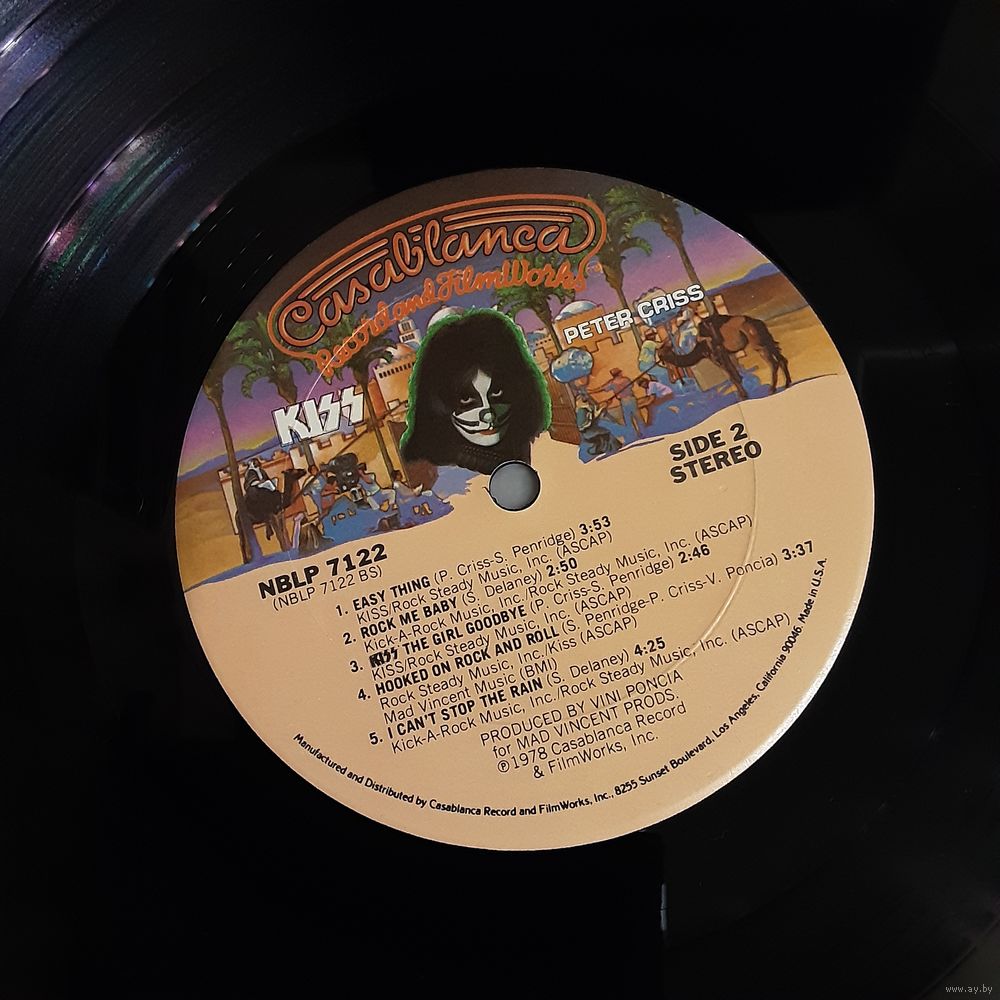 Casablanca
Record and FilmWorks
KISS
PETER CRISS
SIDE 2
STEREO
NBLP 7122
(NBLP 7122 BS)
1. EASY THING (P. Criss-S. Penridge) 3:53
KISS/Rock Steady Music, Inc. (ASCAP)
2. ROCK ME BABY (S. Delaney) 2:50
Kick-A-Rock Music, Inc./Rock Steady Music, Inc. (ASCAP)
3. KISS THE GIRL GOODBYE (P. Criss-S. Penridge) 2:46
KISS/Rock Steady Music, Inc. (ASCAP)
4. HOOKED ON ROCK AND ROLL (S. Penridge-P. Criss-V. Poncia) 3:37
Rock Steady Music, Inc./Kiss (ASCAP)
Mad Vincent Music (BMI)
5. I CAN'T STOP THE RAIN (S. Delaney) 4:25
Kick-A-Rock Music, Inc./Rock Steady Music, Inc. (ASCAP)
PRODUCED BY VINI PONCIA
for MAD VINCENT PRODS.
℗1978 Casablanca Record
& FilmWorks, Inc.
Manufactured and Distributed by Casablanca Record and FilmWorks, Inc., 8255 Sunset Boulevard, Los Angeles, California 90046. Made in U.S.A.
www.ay.by